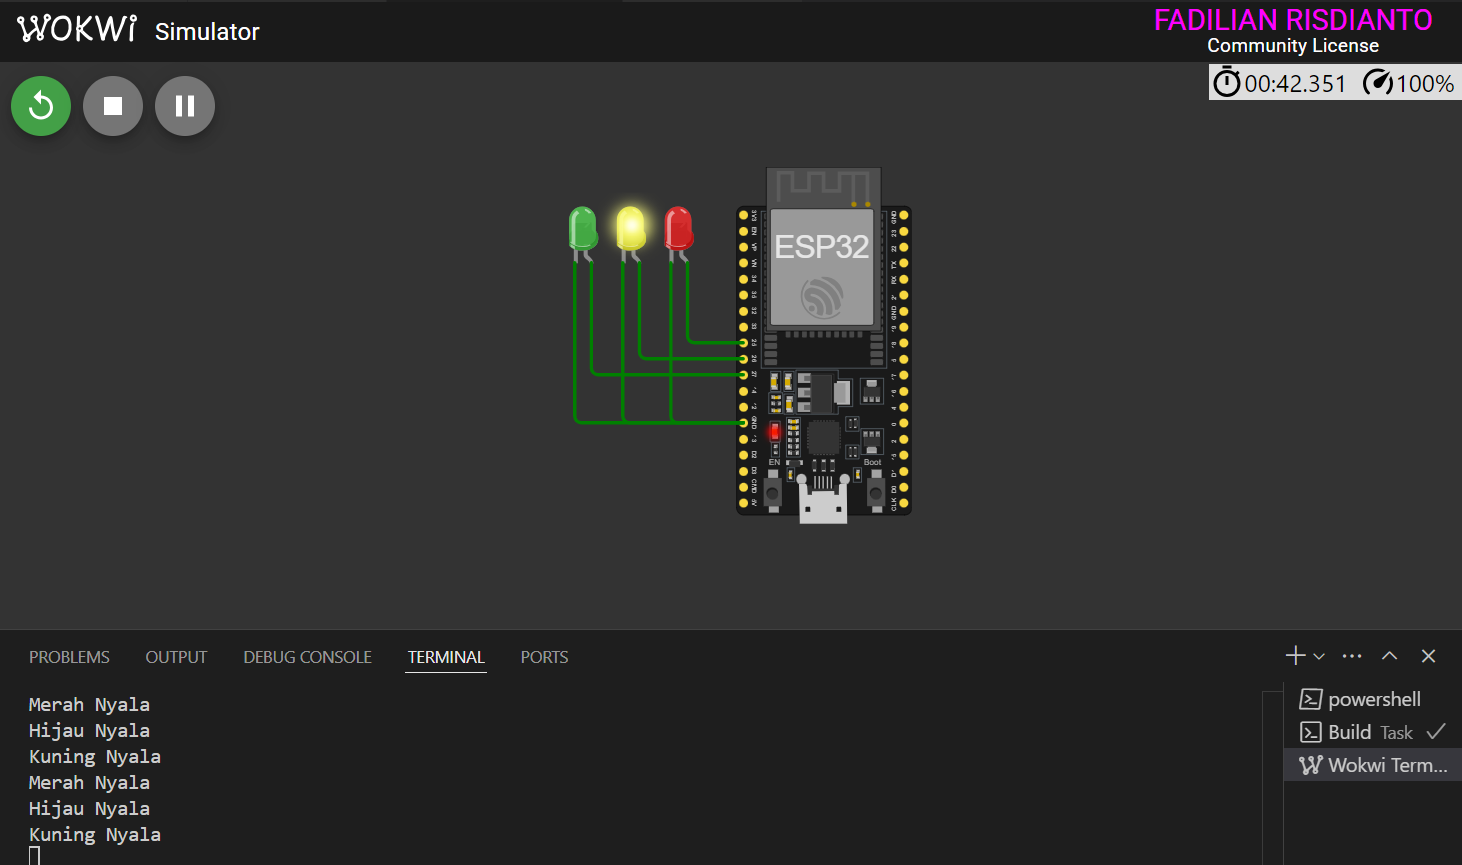 WOKWI Simulator
FADILIAN RISDIANTO
Community License
00:42.351 100%
ESP32
EN Boot
PROBLEMS OUTPUT DEBUG CONSOLE TERMINAL PORTS
Merah Nyala
Hijau Nyala
Kuning Nyala
Merah Nyala
Hijau Nyala
Kuning Nyala
powershell
Build Task
Wokwi Term...